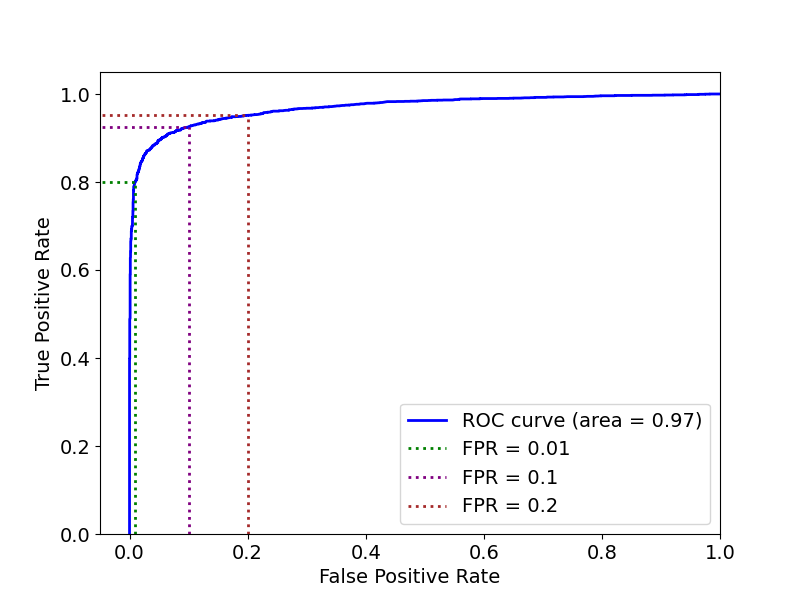 1.0
0.8
0.6
0.4
0.2
0.0
True Positive Rate
ROC curve (area = 0.97)
FPR = 0.01
FPR = 0.1
FPR = 0.2
0.0 0.2 0.4 0.6 0.8 1.0
False Positive Rate